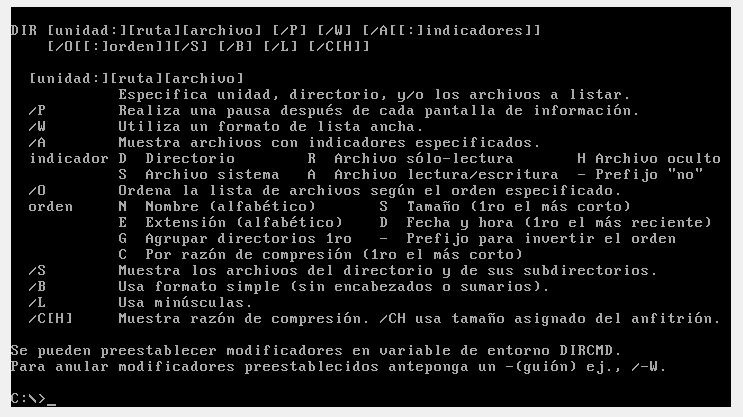 DIR [unidad:][ruta][archivo] [/P] [/W] [/A[[:]indicadores]]
    [/O[[:]orden]][/S] [/B] [/L] [/C[H]]
  [unidad:][ruta][archivo]
            Especifica unidad, directorio, y/o los archivos a listar.
  /P        Realiza una pausa después de cada pantalla de información.
  /W        Utiliza un formato de lista ancha.
  /A        Muestra archivos con indicadores especificados.
  indicador D  Directorio        R  Archivo sólo-lectura       H Archivo oculto
            S  Archivo sistema   A  Archivo lectura/escritura  - Prefijo "no"
  /O        Ordena la lista de archivos según el orden especificado.
  orden     N  Nombre (alfabético)       S  Tamaño (1ro el más corto)
            E  Extensión (alfabético)    D  Fecha y hora (1ro el más reciente)
            G  Agrupar directorios 1ro   -  Prefijo para invertir el orden
            C  Por razón de compresión (1ro el más corto)
  /S        Muestra los archivos del directorio y de sus subdirectorios.
  /B        Usa formato simple (sin encabezados o sumarios).
  /L        Usa minúsculas.
  /C[H]     Muestra razón de compresión. /CH usa tamaño asignado del anfitrión.
Se pueden preestablecer modificadores en variable de entorno DIRCMD.
Para anular modificadores preestablecidos anteponga un -(guión) ej., /-W.
C:\>_